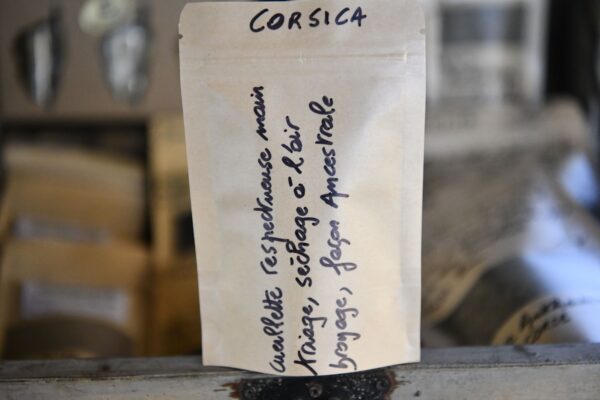 CORSICA
Cueillette respectueuse main
triage, séchage à l'air
broyage, façon Ancestrale